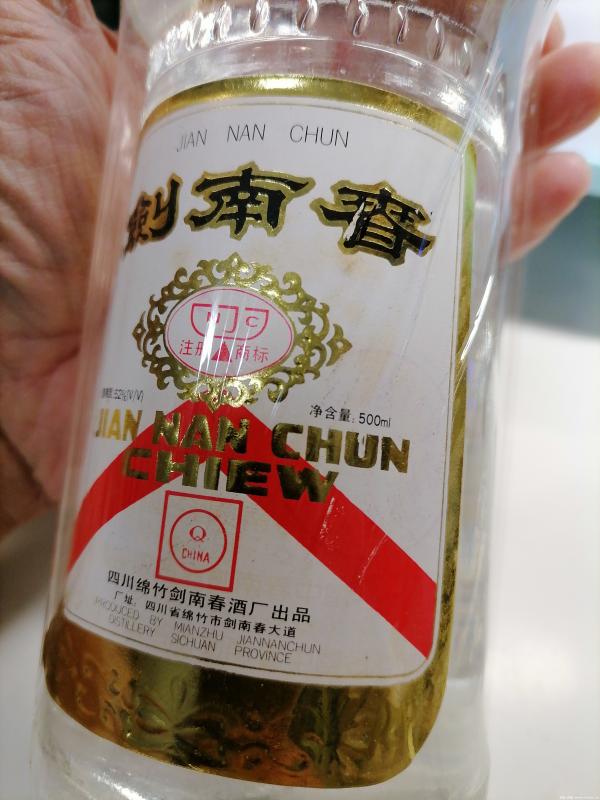 JIAN NAN CHUN
劍南春
N J C
注册商标
52%(V/V)
净含量:500ml
JIAN NAN CHUN
CHIEW
Q
CHINA
四川绵竹剑南春酒厂出品
厂址:四川省绵竹市剑南春大道
PRODUCED BY MIANZHU JIANNANCHUN
DISTILLERY SICHUAN PROVINCE